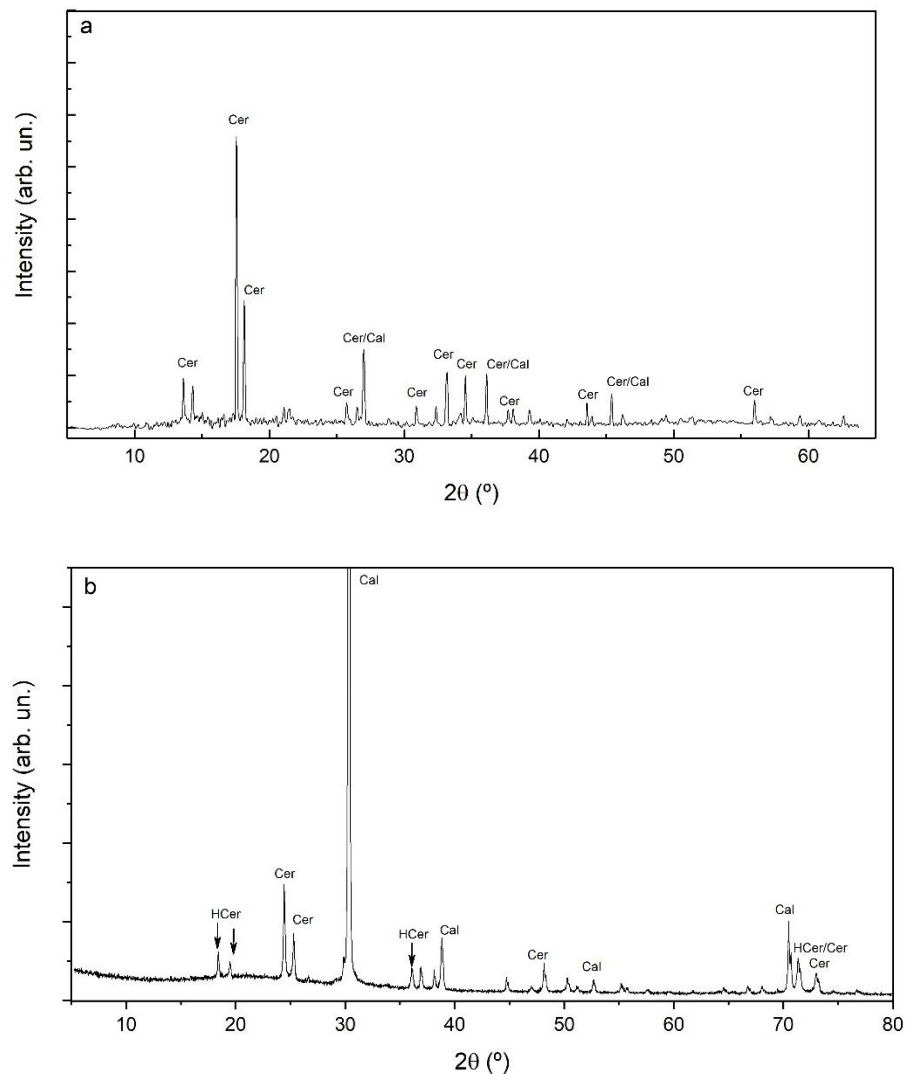 a
Intensity (arb. un.)
Cer
Cer
Cer
Cer/Cal
Cer
Cer
Cer
Cer
Cer/Cal
Cer
Cer
Cer/Cal
Cer
10
20
30
40
50
60
2θ (º)
b
Intensity (arb. un.)
Cal
HCer
Cer
Cer
HCer
Cal
Cer
Cal
Cal
HCer/Cer
Cer
10
20
30
40
50
60
70
80
2θ (º)